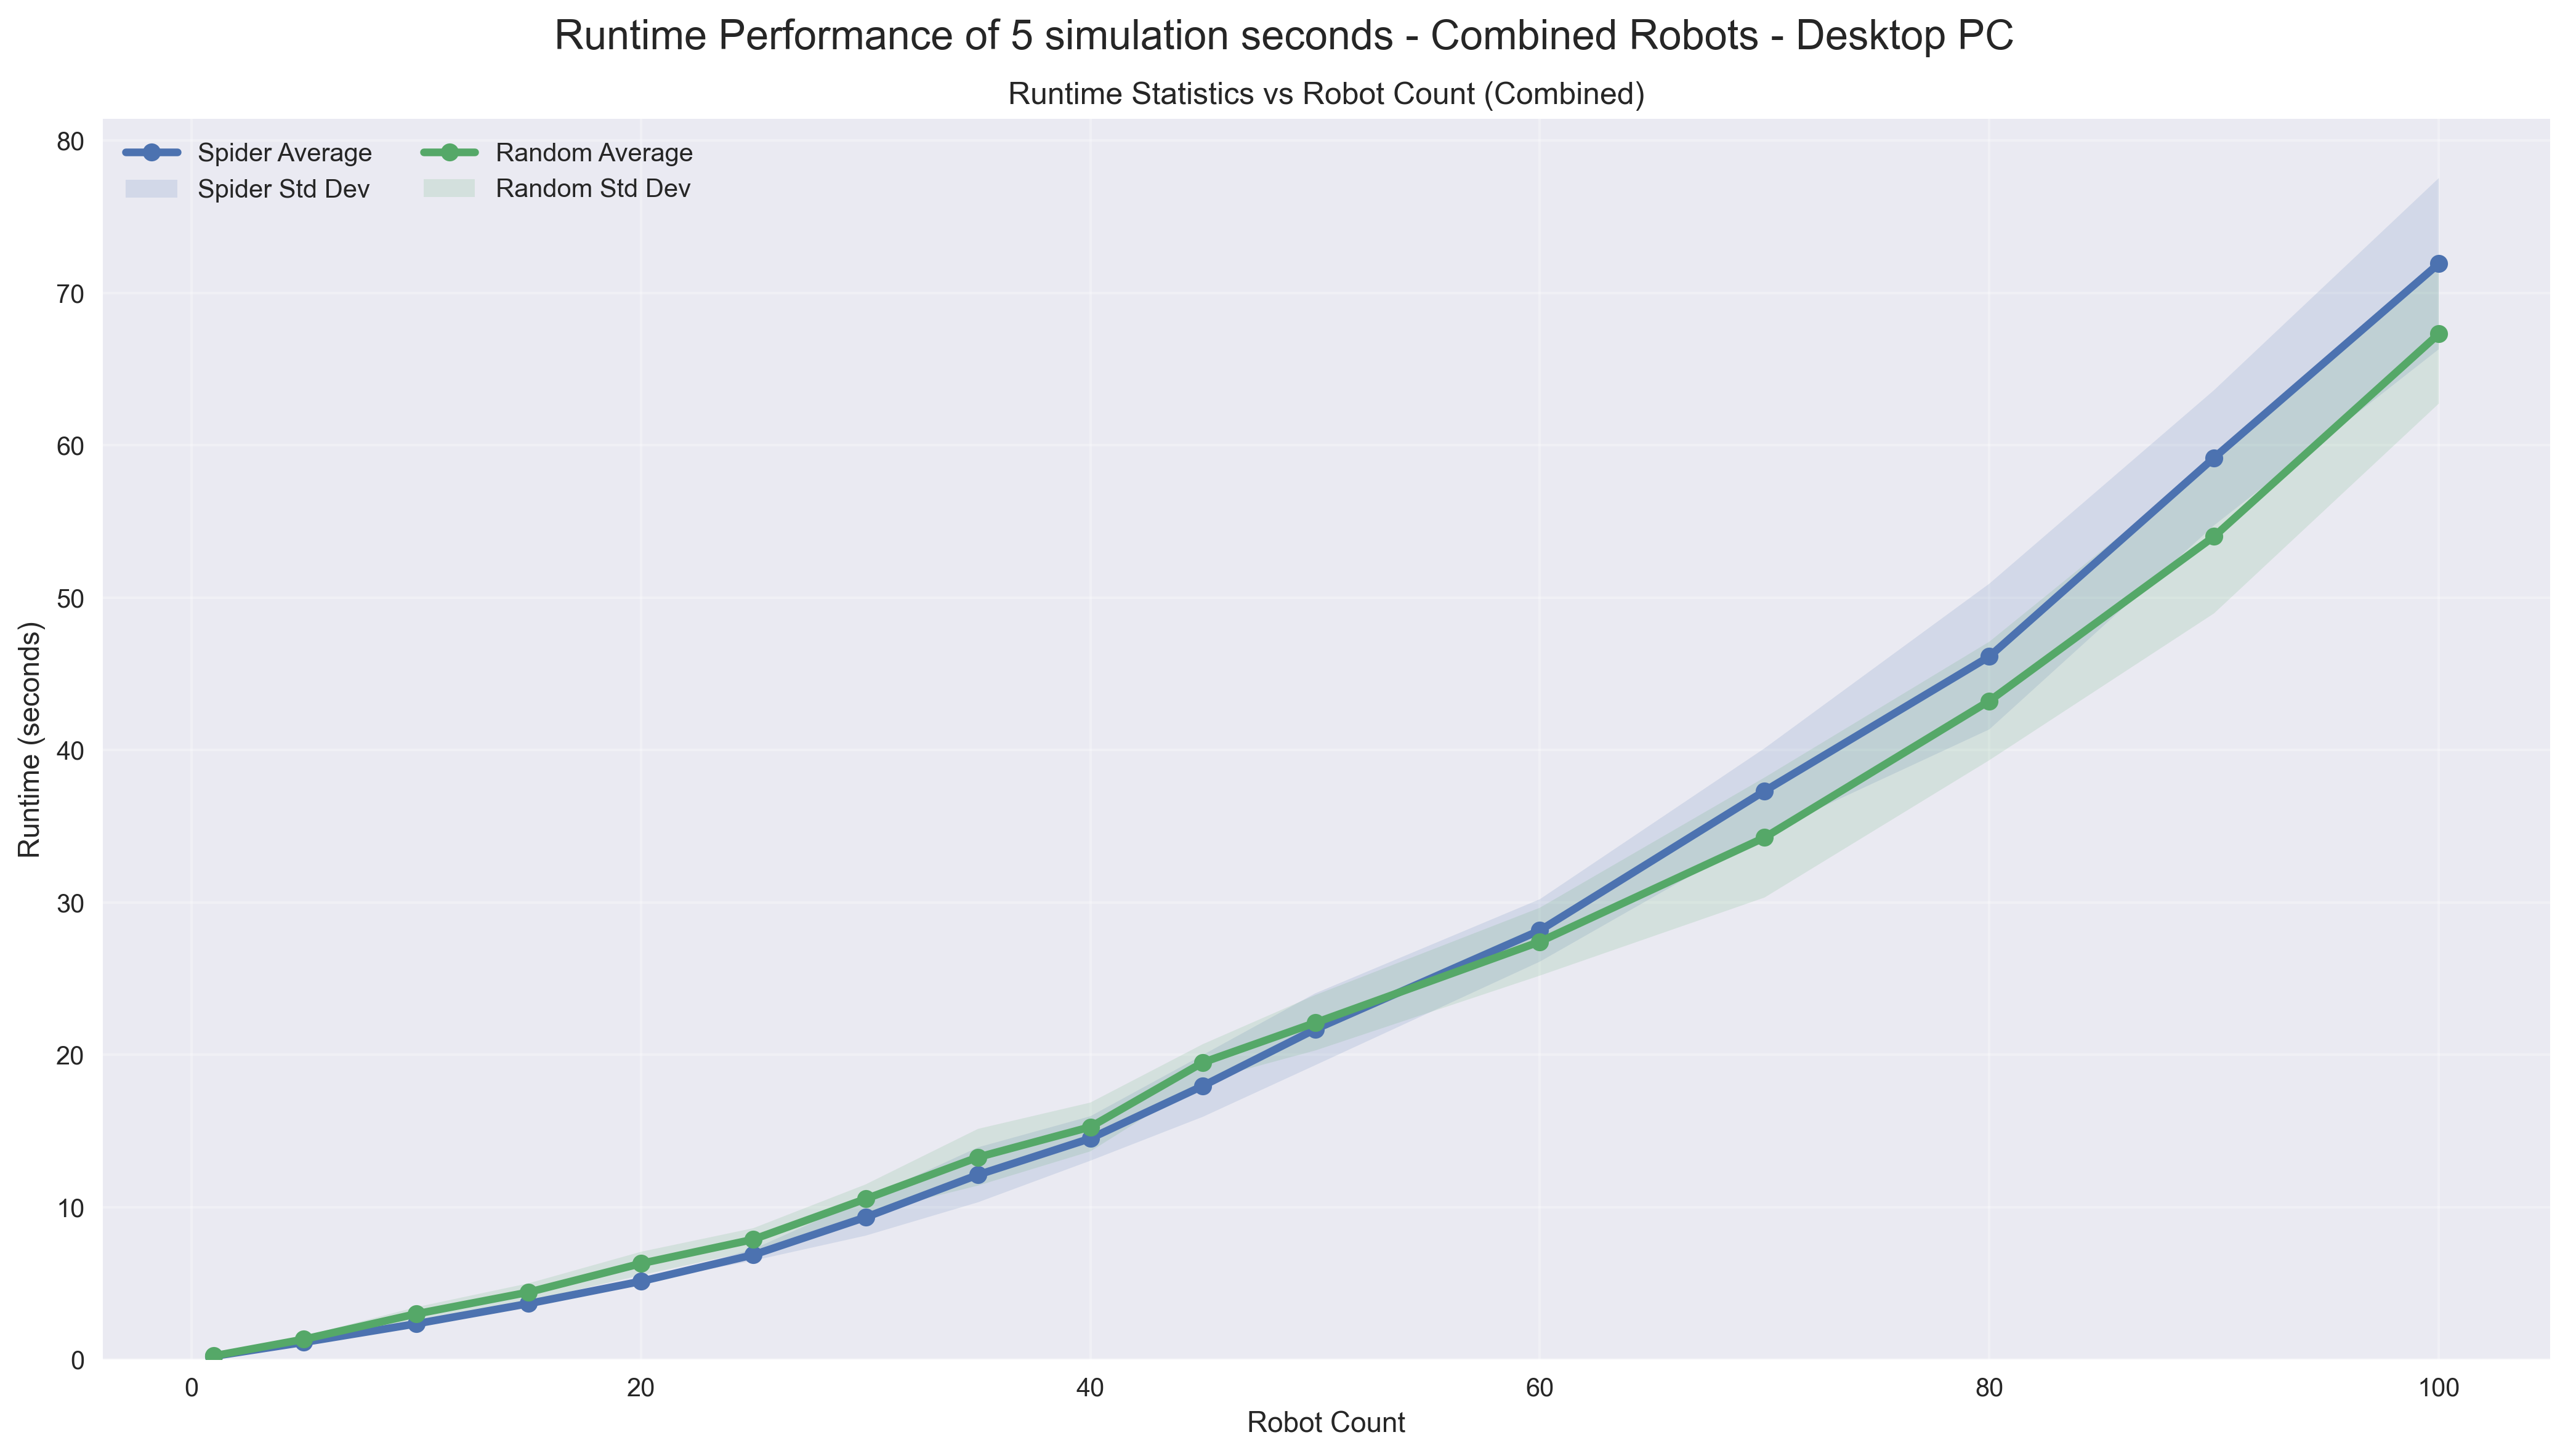 Runtime Performance of 5 simulation seconds - Combined Robots - Desktop PC
Runtime Statistics vs Robot Count (Combined)
Spider Average
Spider Std Dev
Random Average
Random Std Dev
Runtime (seconds)
80
70
60
50
40
30
20
10
0
0 20 40 60 80 100
Robot Count